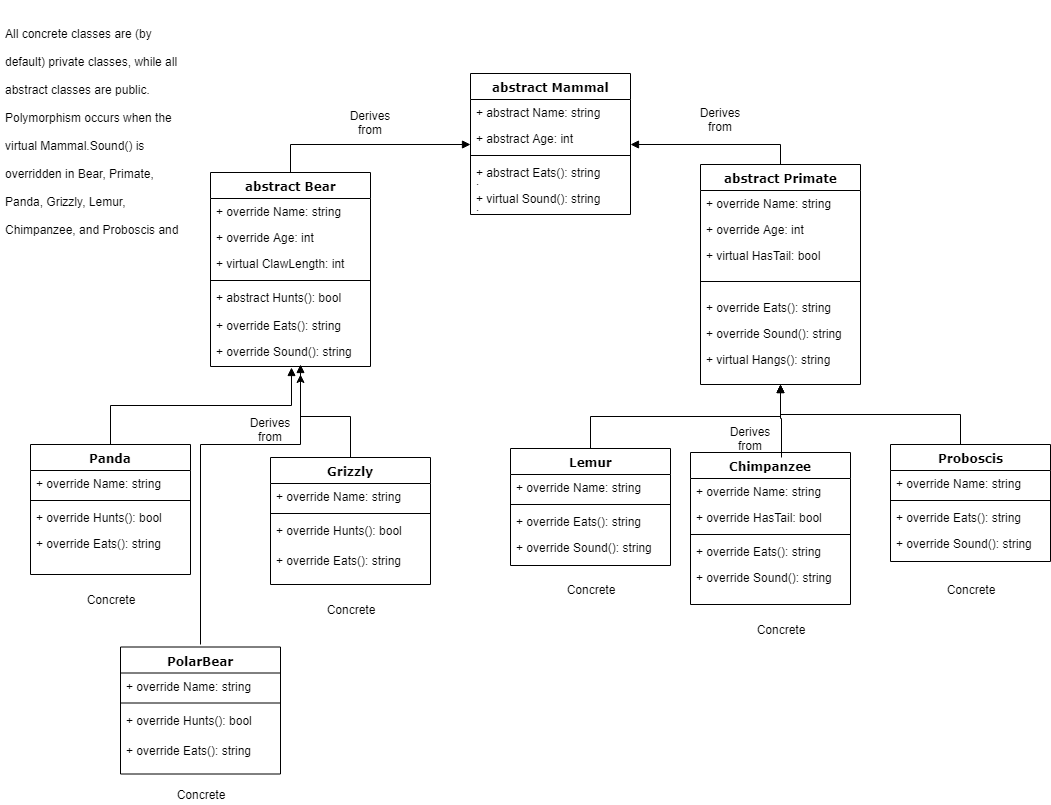 All concrete classes are (by
default) private classes, while all
abstract classes are public.
Polymorphism occurs when the
virtual Mammal.Sound() is
overridden in Bear, Primate,
Panda, Grizzly, Lemur,
Chimpanzee, and Proboscis and
abstract Mammal
+ abstract Name: string
+ abstract Age: int
+ abstract Eats(): string
+ virtual Sound(): string
Derives
from
Derives
from
abstract Bear
+ override Name: string
+ override Age: int
+ virtual ClawLength: int
+ abstract Hunts(): bool
+ override Eats(): string
+ override Sound(): string
abstract Primate
+ override Name: string
+ override Age: int
+ virtual HasTail: bool
+ override Eats(): string
+ override Sound(): string
+ virtual Hangs(): string
Derives
from
Derives
from
Panda
+ override Name: string
+ override Hunts(): bool
+ override Eats(): string
Concrete
Grizzly
+ override Name: string
+ override Hunts(): bool
+ override Eats(): string
Concrete
Lemur
+ override Name: string
+ override Eats(): string
+ override Sound(): string
Concrete
Chimpanzee
+ override Name: string
+ override HasTail: bool
+ override Eats(): string
+ override Sound(): string
Concrete
Proboscis
+ override Name: string
+ override Eats(): string
+ override Sound(): string
Concrete
PolarBear
+ override Name: string
+ override Hunts(): bool
+ override Eats(): string
Concrete